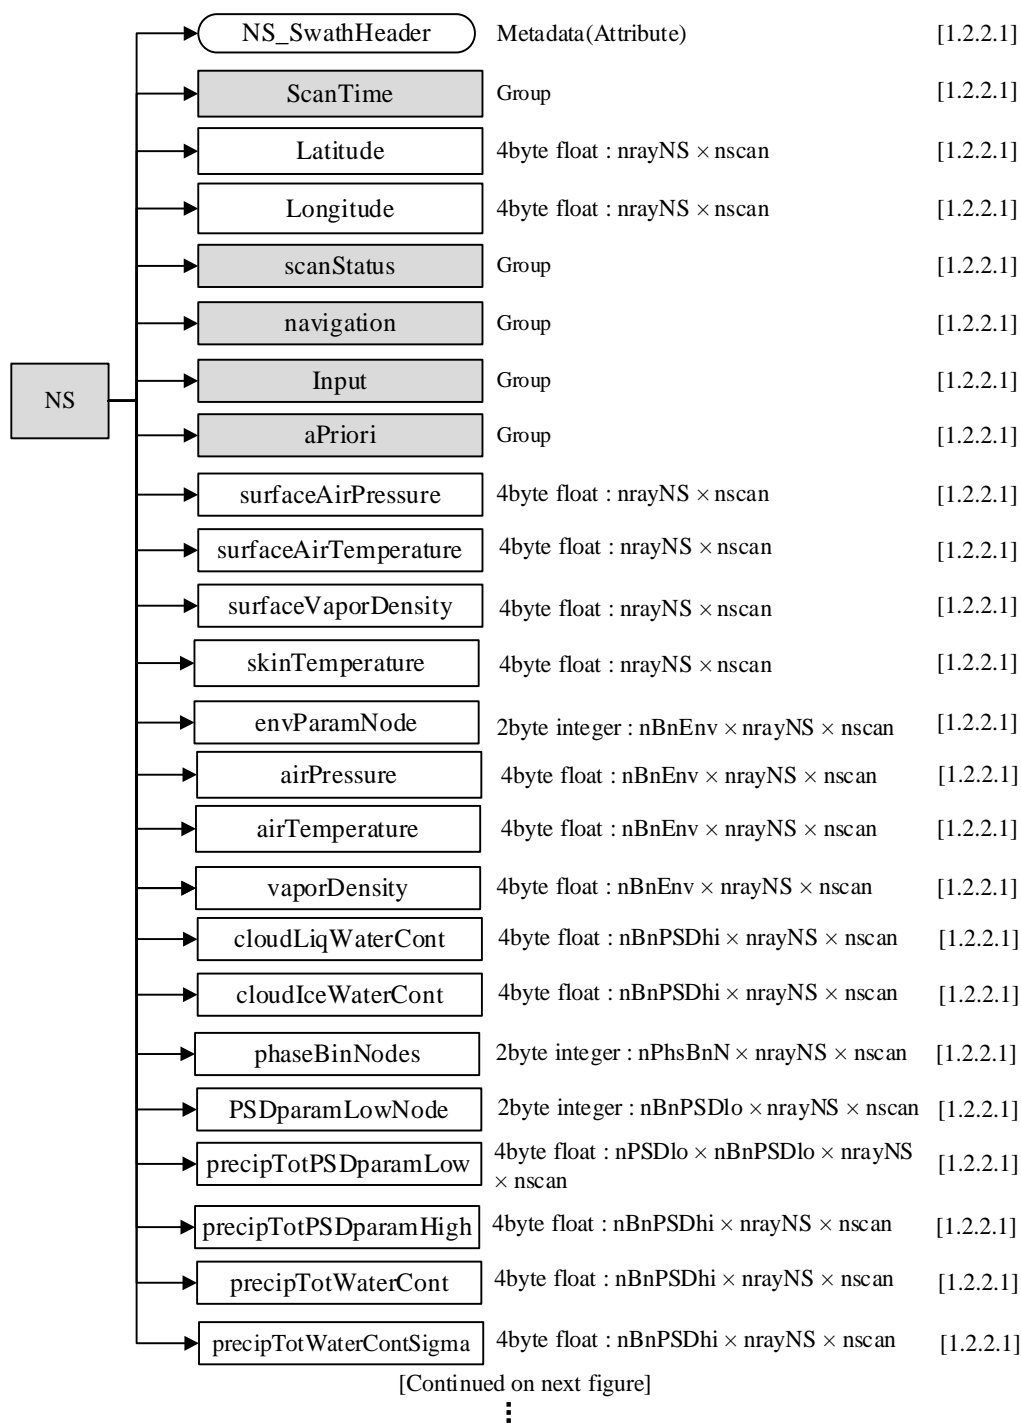 NS_SwathHeader Metadata(Attribute) [1.2.2.1]
ScanTime Group [1.2.2.1]
Latitude 4byte float : nrayNS × nscan [1.2.2.1]
Longitude 4byte float : nrayNS × nscan [1.2.2.1]
scanStatus Group [1.2.2.1]
navigation Group [1.2.2.1]
Input Group [1.2.2.1]
NS
aPriori Group [1.2.2.1]
surfaceAirPressure 4byte float : nrayNS × nscan [1.2.2.1]
surfaceAirTemperature 4byte float : nrayNS × nscan [1.2.2.1]
surfaceVaporDensity 4byte float : nrayNS × nscan [1.2.2.1]
skinTemperature 4byte float : nrayNS × nscan [1.2.2.1]
envParamNode 2byte integer : nBnEnv × nrayNS × nscan [1.2.2.1]
airPressure 4byte float : nBnEnv × nrayNS × nscan [1.2.2.1]
airTemperature 4byte float : nBnEnv × nrayNS × nscan [1.2.2.1]
vaporDensity 4byte float : nBnEnv × nrayNS × nscan [1.2.2.1]
cloudLiqWaterCont 4byte float : nBnPSDhi × nrayNS × nscan [1.2.2.1]
cloudIceWaterCont 4byte float : nBnPSDhi × nrayNS × nscan [1.2.2.1]
phaseBinNodes 2byte integer : nPhsBnN × nrayNS × nscan [1.2.2.1]
PSDparamLowNode 2byte integer : nBnPSDlo × nrayNS × nscan [1.2.2.1]
precipTotPSDparamLow 4byte float : nPSDlo × nBnPSDlo × nrayNS [1.2.2.1]
× nscan
precipTotPSDparamHigh 4byte float : nBnPSDhi × nrayNS × nscan [1.2.2.1]
precipTotWaterCont 4byte float : nBnPSDhi × nrayNS × nscan [1.2.2.1]
precipTotWaterContSigma 4byte float : nBnPSDhi × nrayNS × nscan [1.2.2.1]
[Continued on next figure]